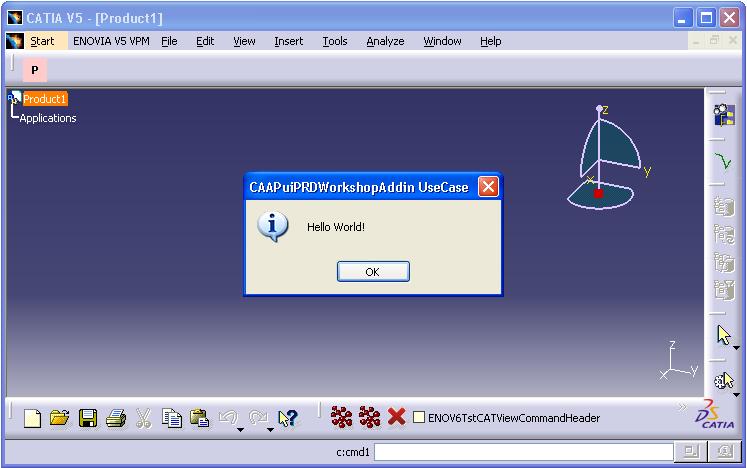 CATIA V5 - [Product1]
Start ENOVIA V5 VPM File Edit View Insert Tools Analyze Window Help
P
Product1
Applications
z
y
x
CAAPuiPRDWorkshopAddin UseCase
Hello World!
OK
z
x y
ENOV6TstCATViewCommandHeader
CATIA
c:cmd1